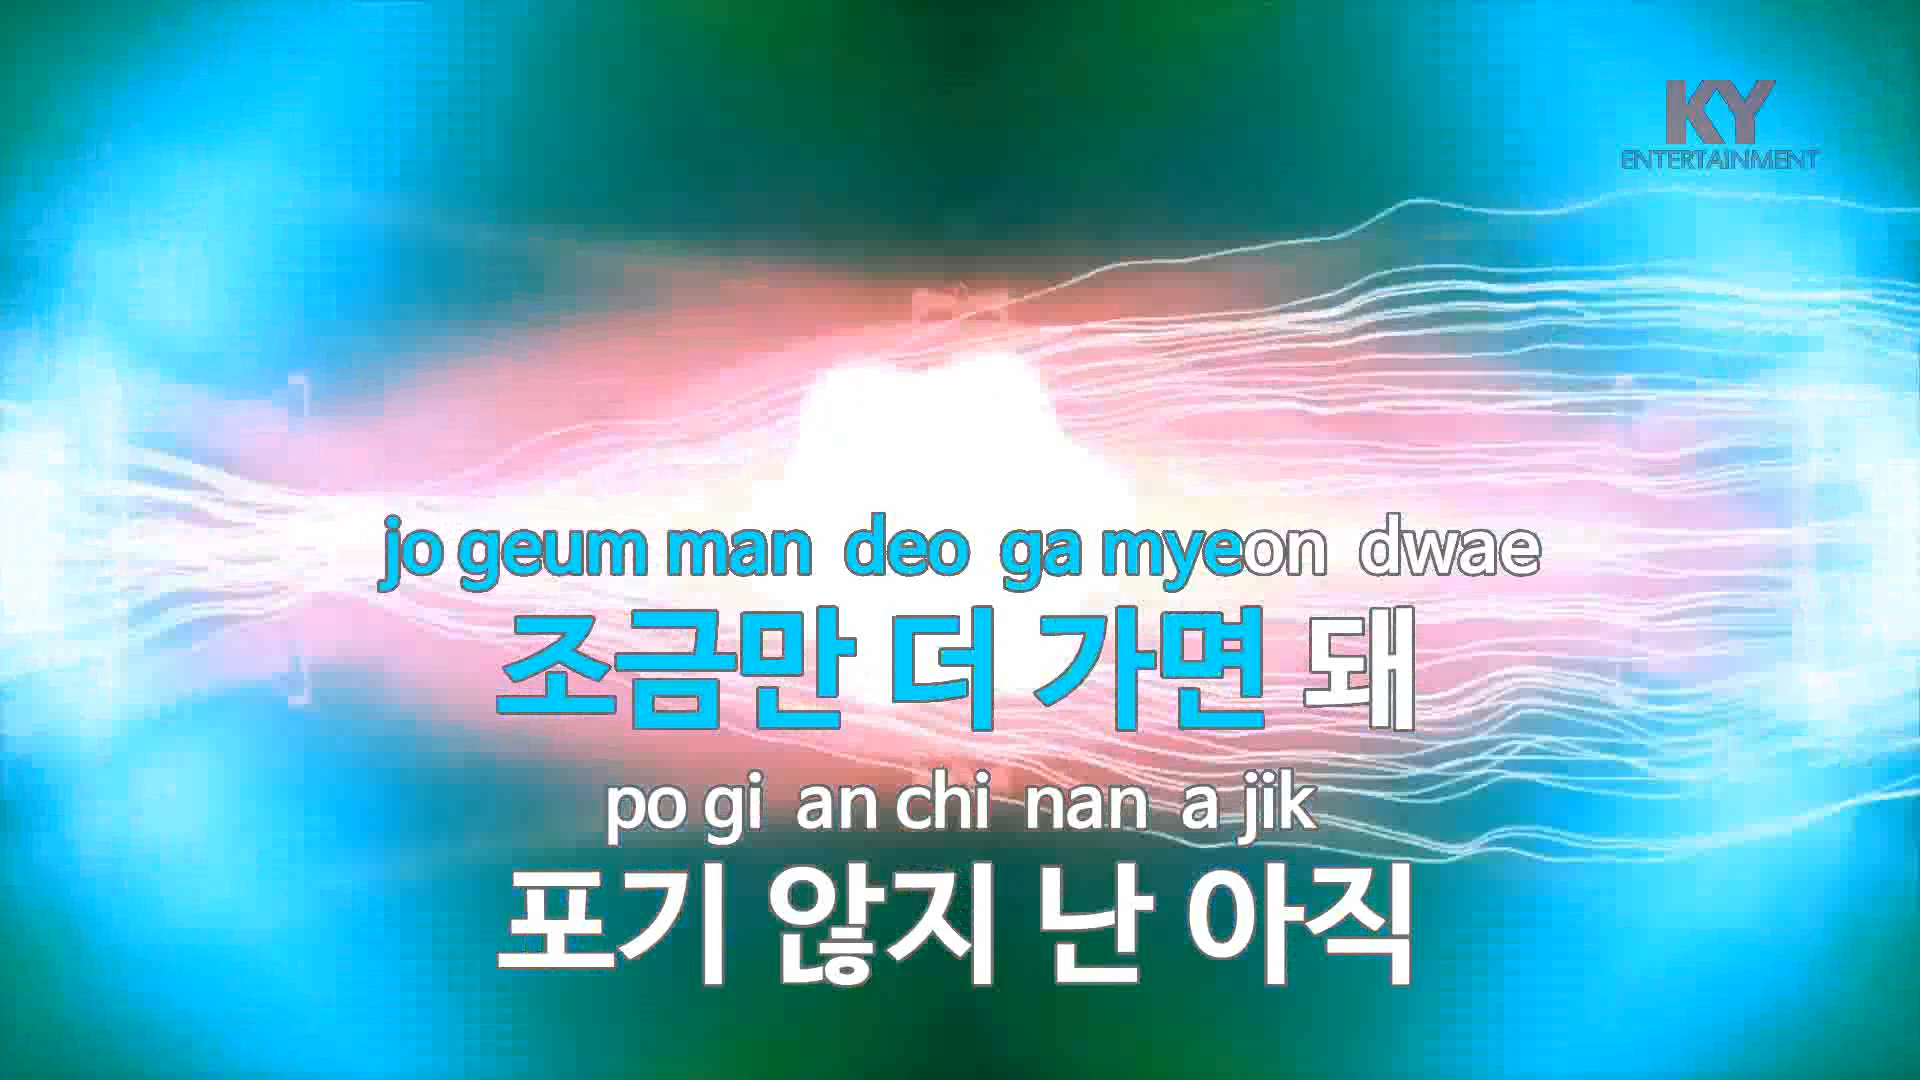 KY
ENTERTAINMENT
jo geum man deo ga myeon dwae
조금만 더 가면 돼
po gi an chi nan a jik
포기 않지 난 아직